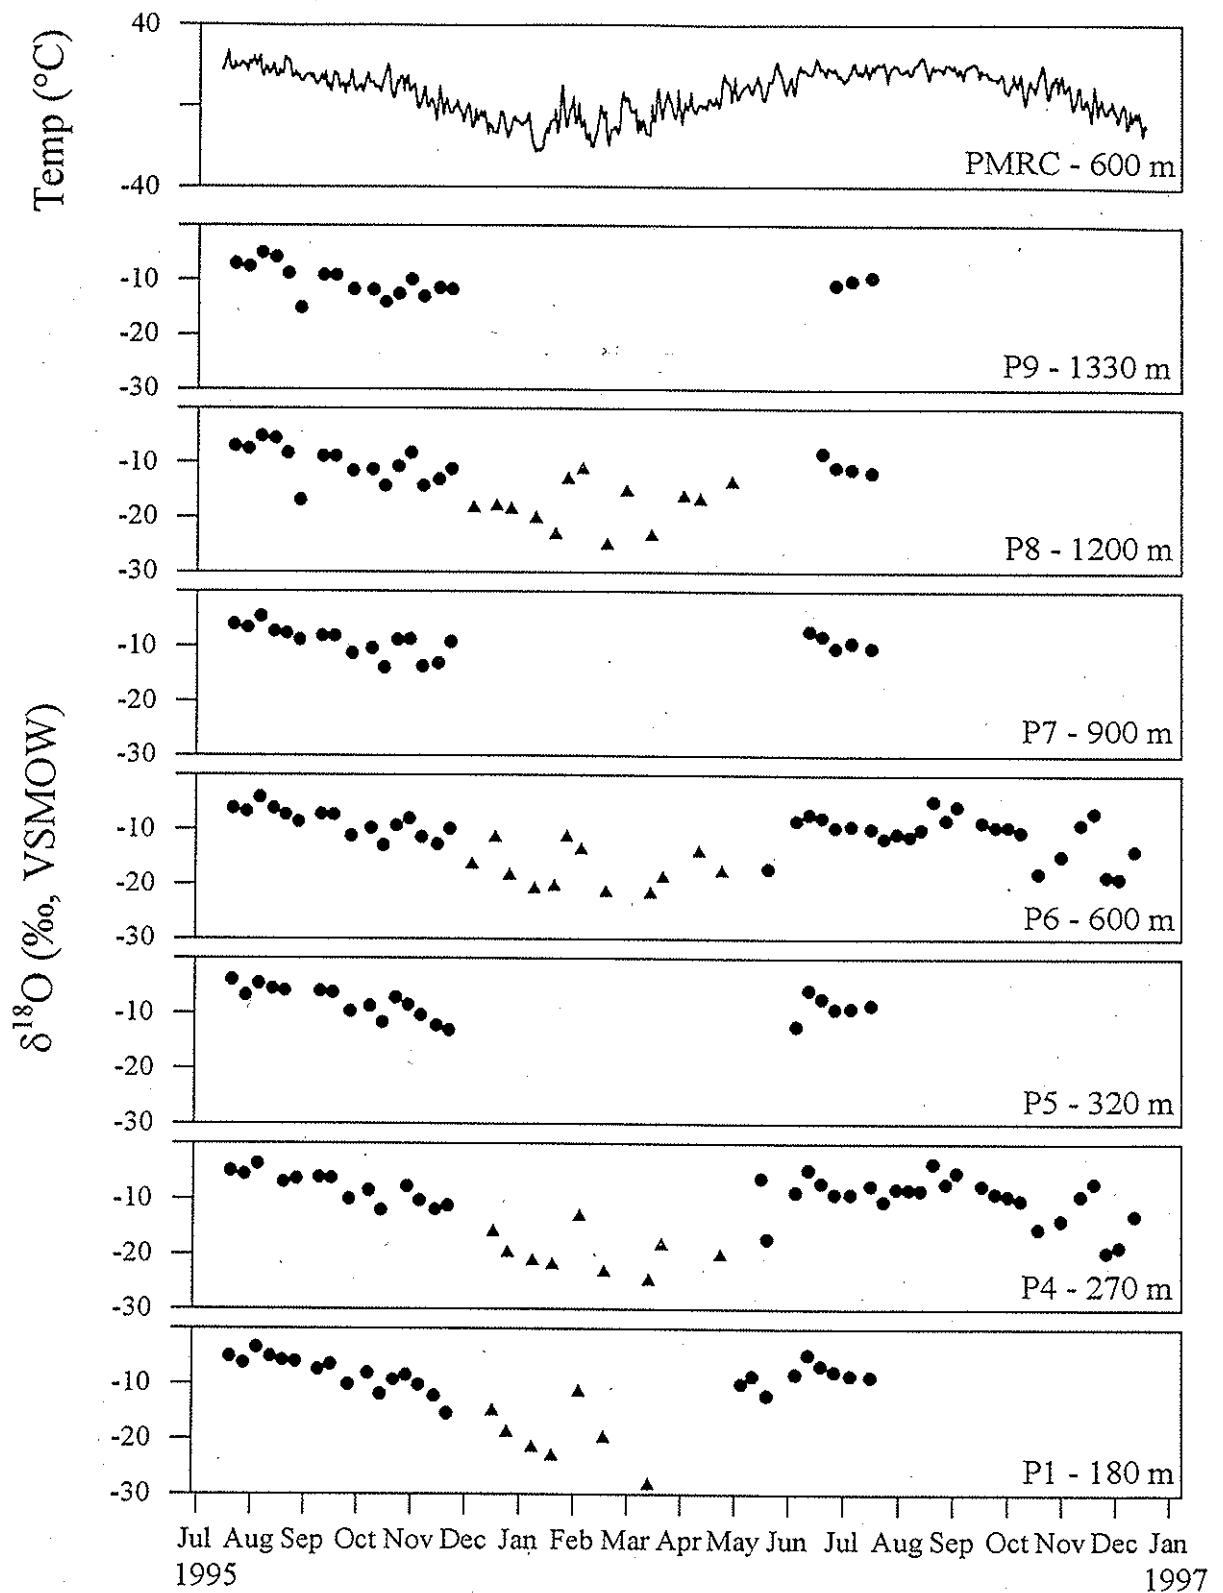 40
Temp (°C)
-40
PMRC - 600 m
-10
-20
-30
P9 - 1330 m
-10
-20
-30
P8 - 1200 m
-10
-20
-30
P7 - 900 m
δ18O (‰, VSMOW)
-10
-20
-30
P6 - 600 m
-10
-20
-30
P5 - 320 m
-10
-20
-30
P4 - 270 m
-10
-20
-30
P1 - 180 m
Jul Aug Sep Oct Nov Dec Jan Feb Mar Apr May Jun Jul Aug Sep Oct Nov Dec Jan
1995 1997